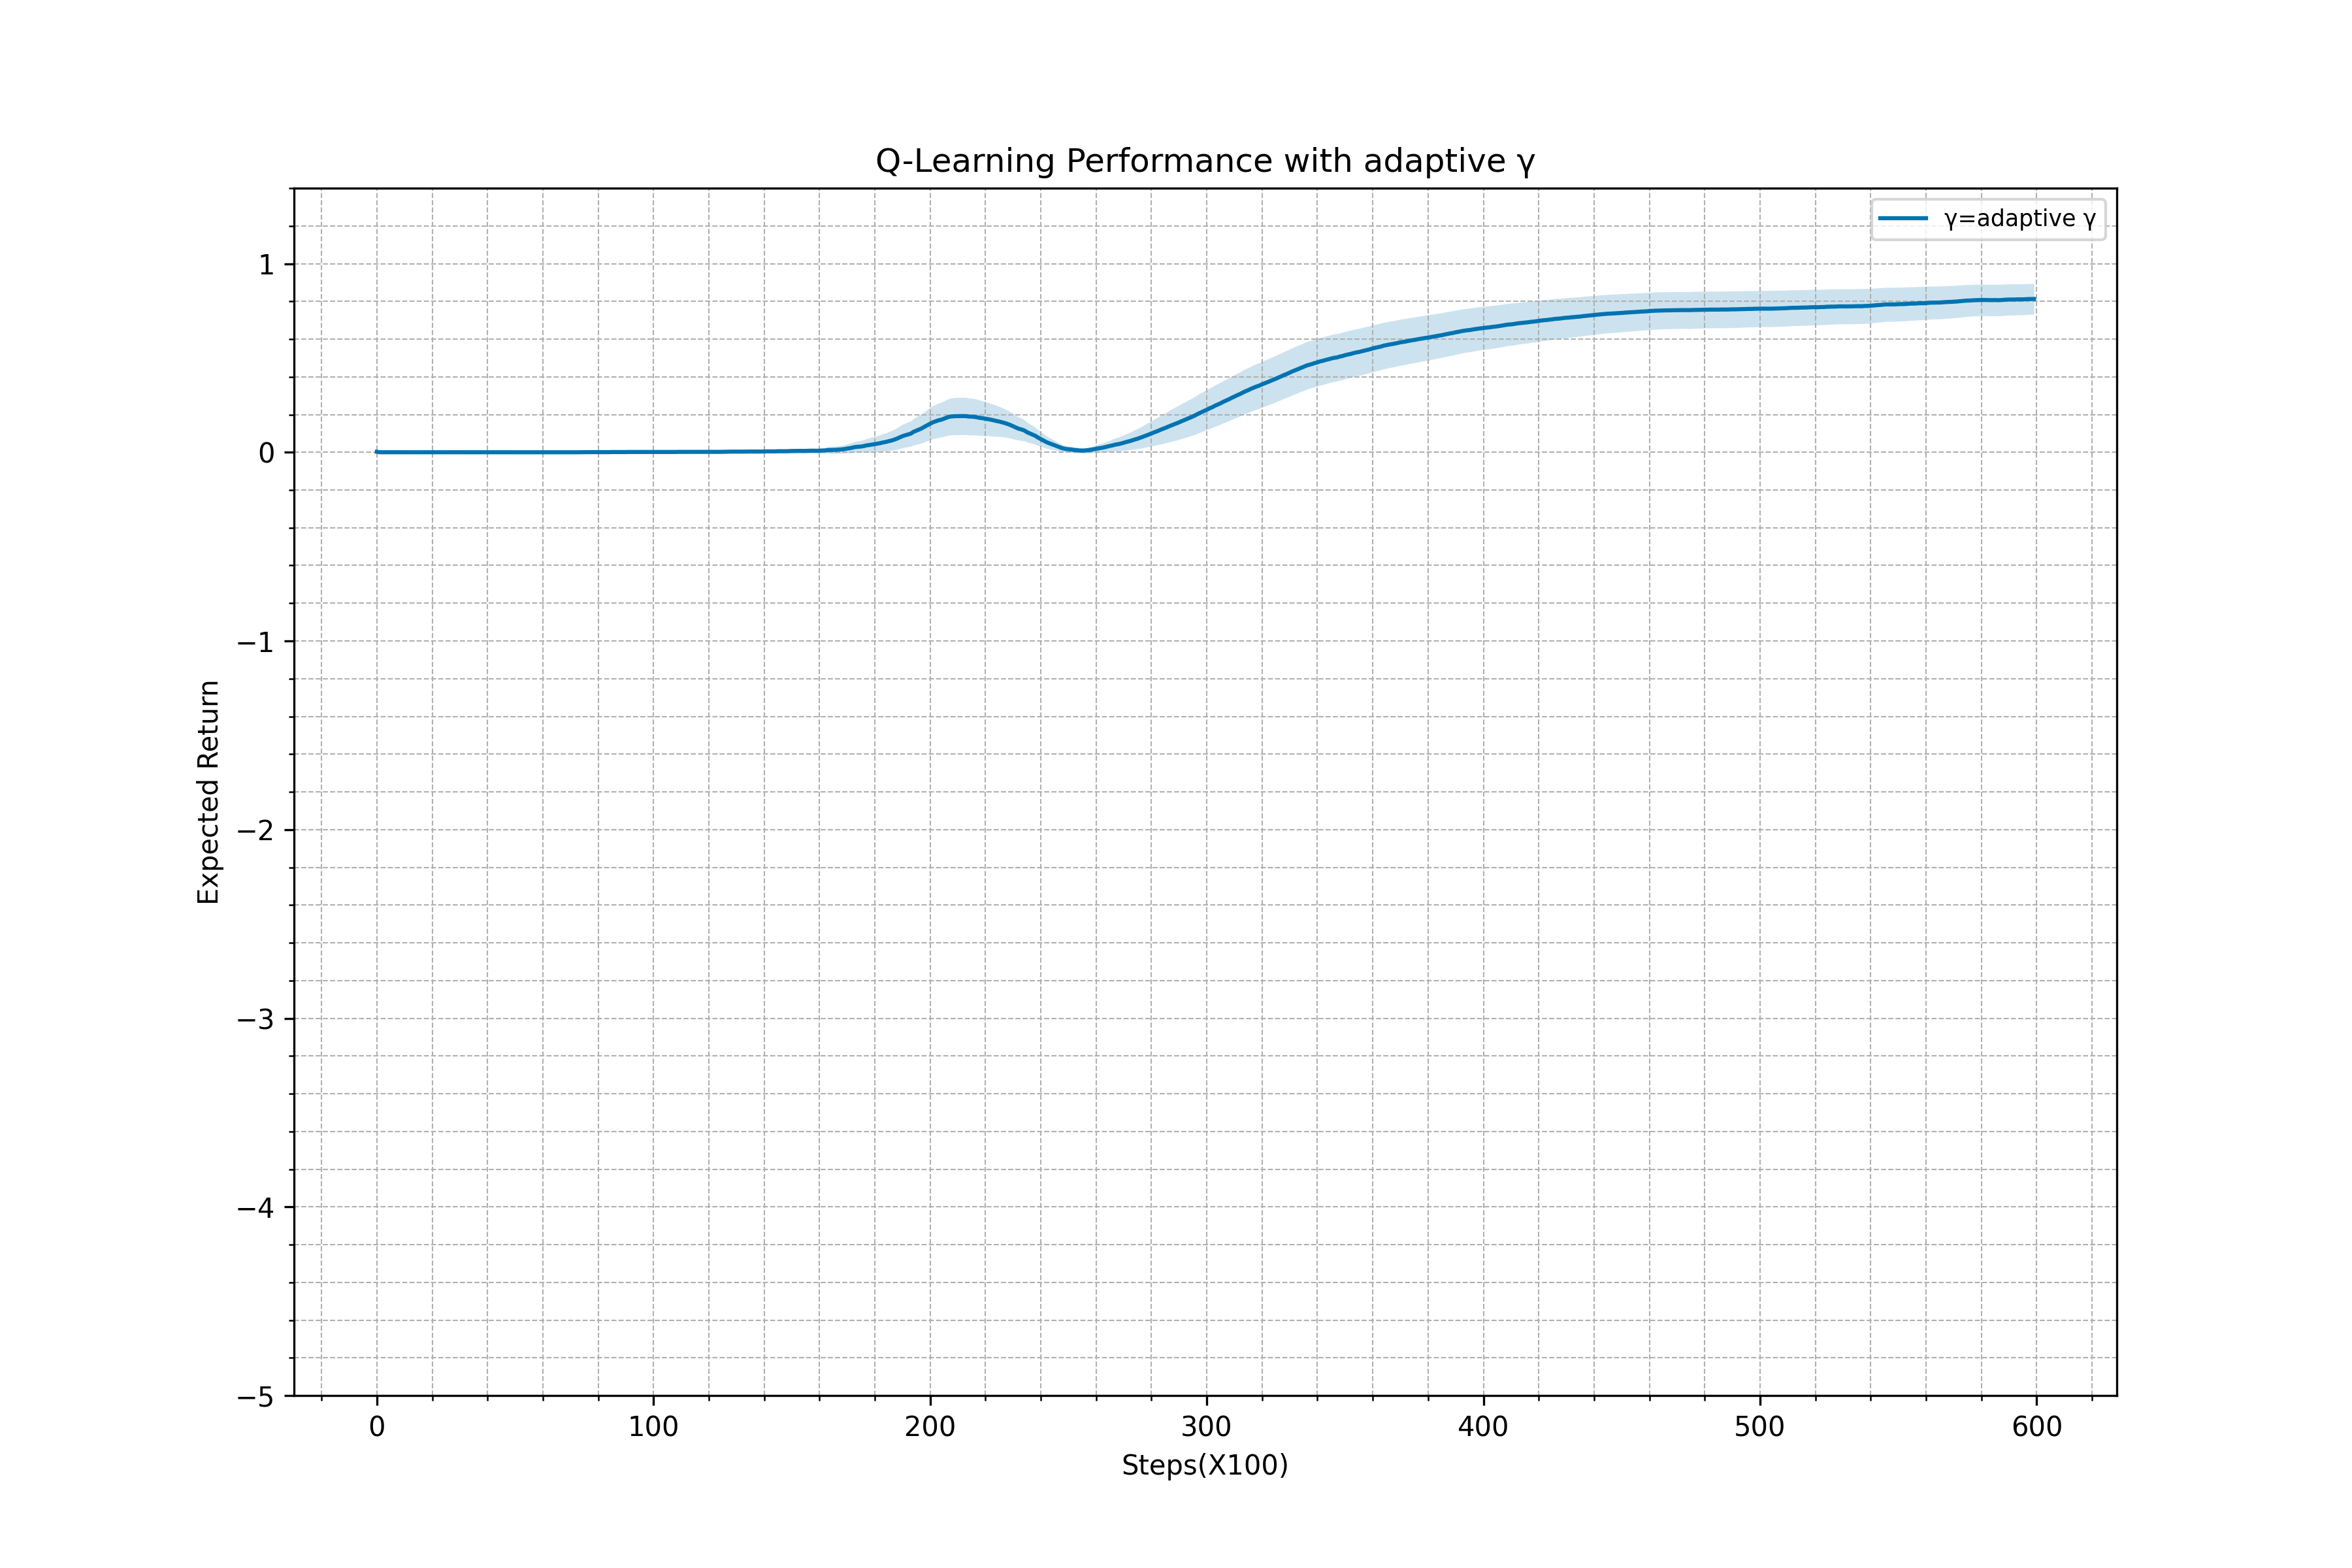 Q-Learning Performance with adaptive γ
γ=adaptive γ
1
0
−1
−2
−3
−4
−5
Expected Return
0 100 200 300 400 500 600
Steps(X100)